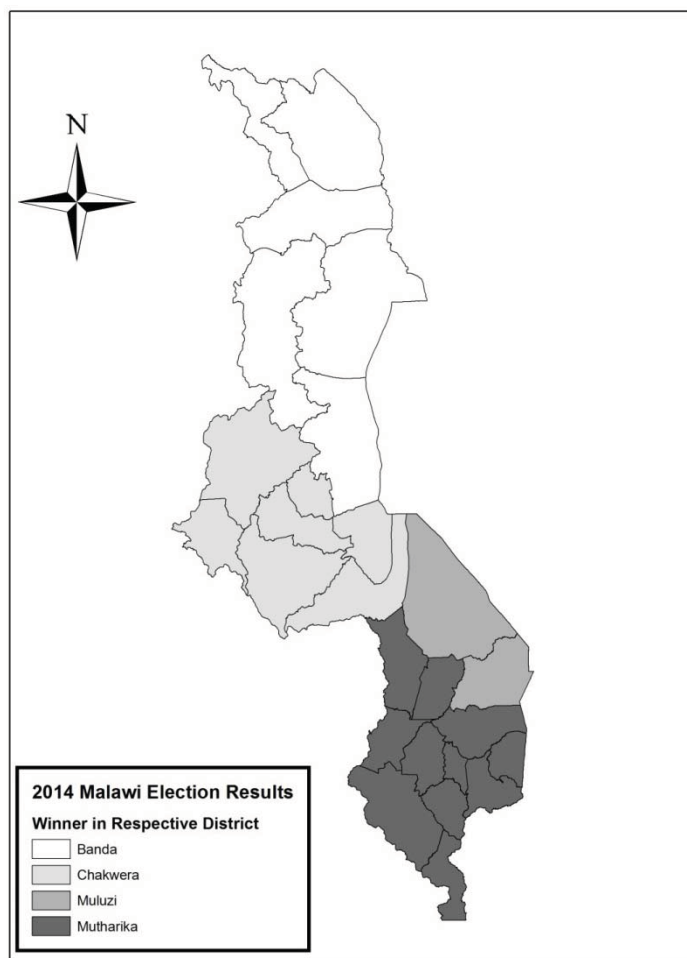 N
2014 Malawi Election Results
Winner in Respective District
Banda
Chakwera
Muluzi
Mutharika